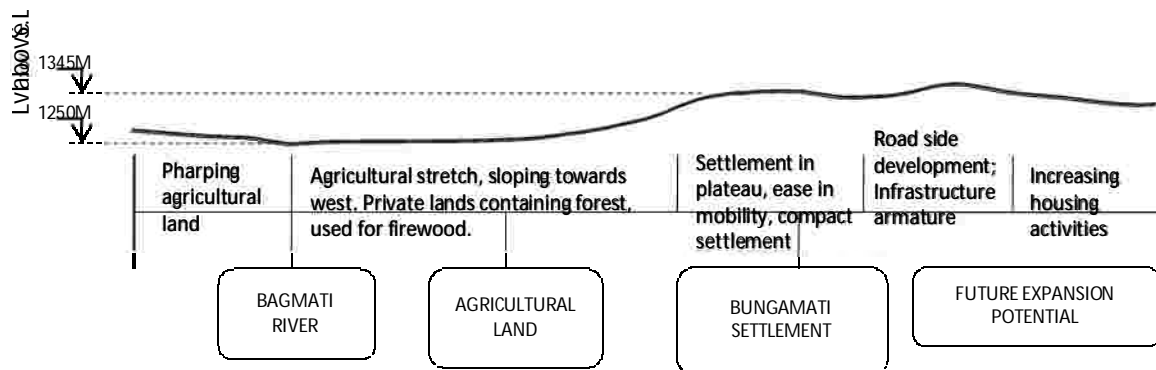 1345M
1250M
Pharping
agricultural
land
Agricultural stretch, sloping towards
west. Private lands containing forest,
used for firewood.
Settlement in
plateau, ease in
mobility, compact
settlement
Road side
development;
Infrastructure
armature
Increasing
housing
activities
BAGMATI
RIVER
AGRICULTURAL
LAND
BUNGAMATI
SETTLEMENT
FUTURE EXPANSION
POTENTIAL